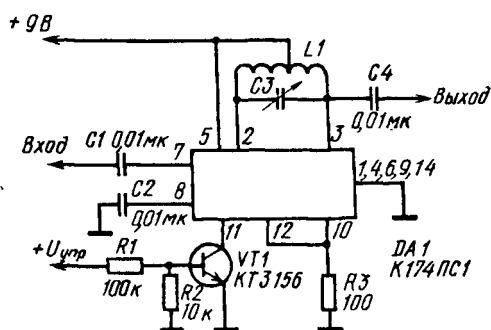 +9В
L1
C3
C4
Выход
0,01мк
Вход
C1 0,01мк
7
5
2
3
1,4,6,9,14
C2
8
0,01мк
11
12
10
DA1
К174ПС1
+Uупр
R1
100к
VT1
КТ3156
R2
10к
R3
100